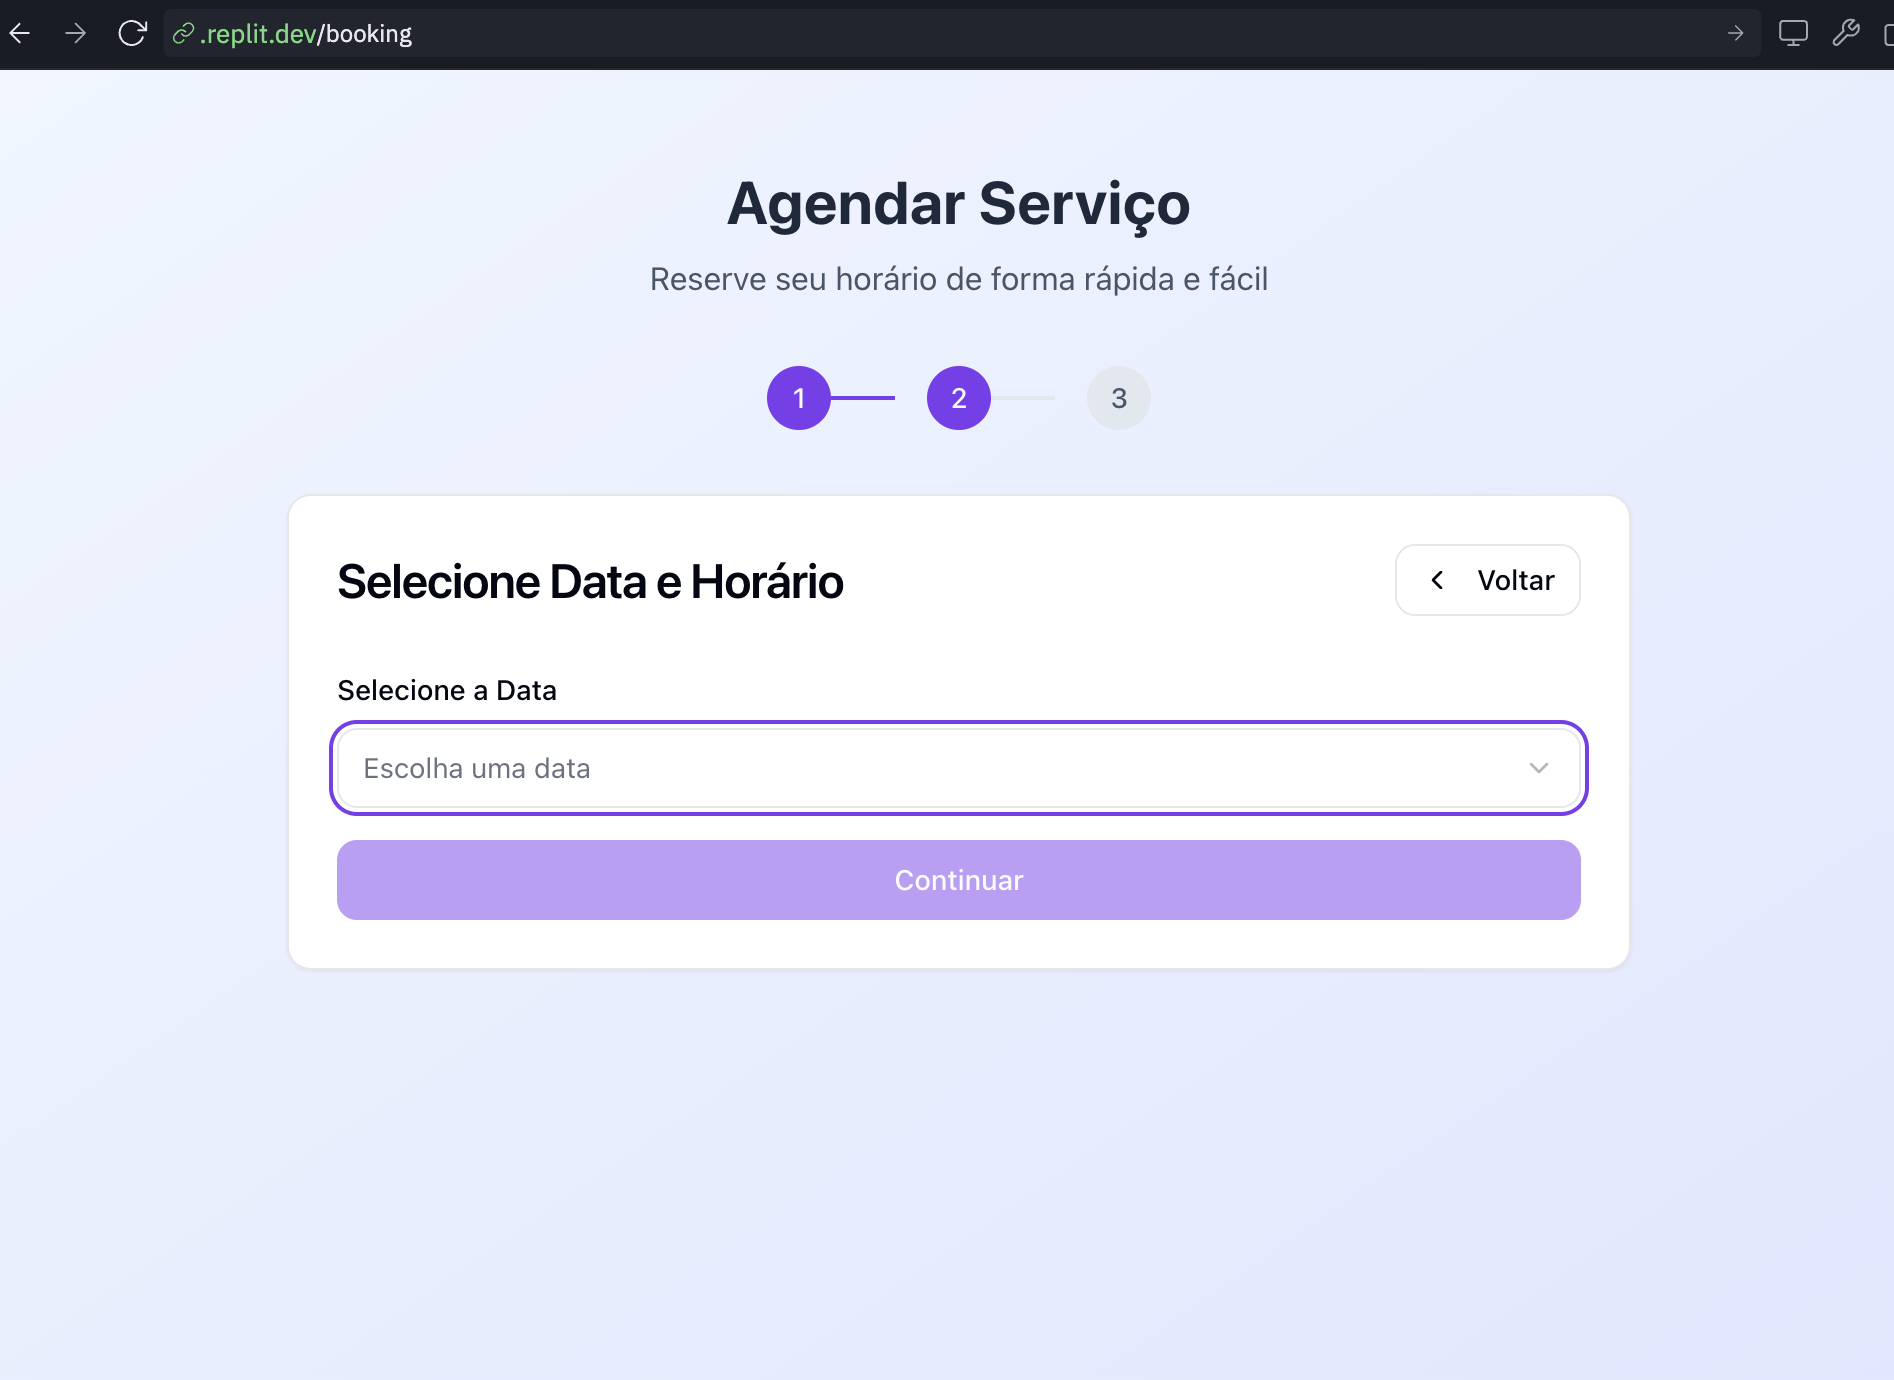 .replit.dev/booking
Agendar Serviço
Reserve seu horário de forma rápida e fácil
1 2 3
Selecione Data e Horário
Voltar
Selecione a Data
Escolha uma data
Continuar